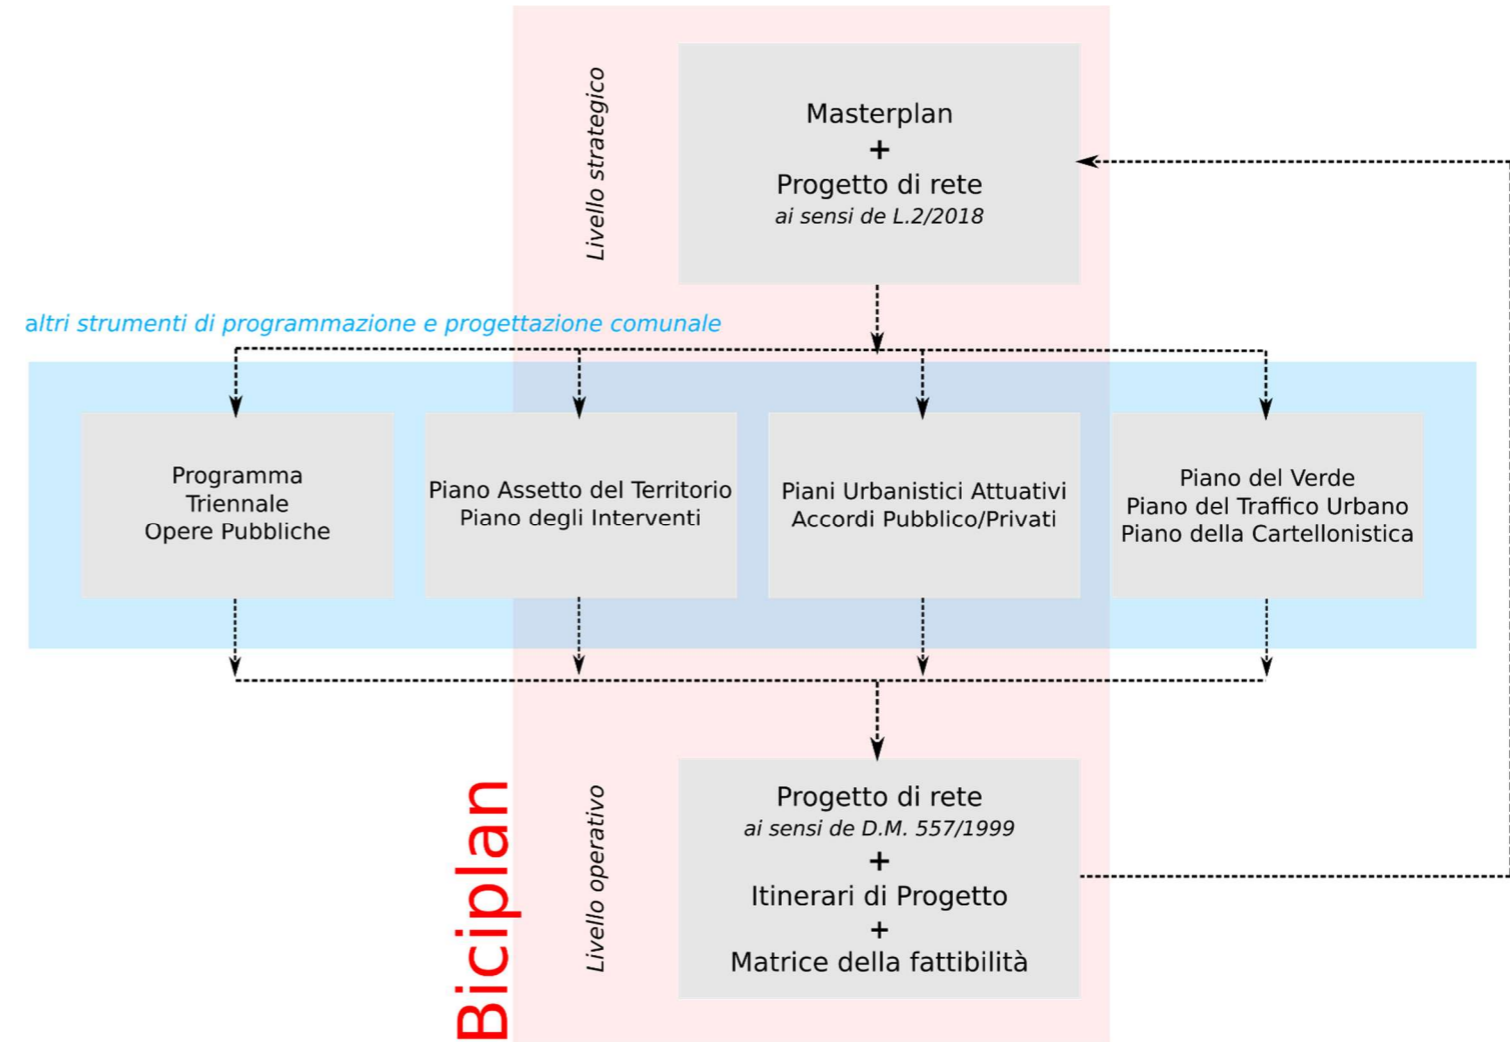 Livello strategico
Masterplan
+
Progetto di rete
ai sensi de L.2/2018
altri strumenti di programmazione e progettazione comunale
Programma
Triennale
Opere Pubbliche
Piano Assetto del Territorio
Piano degli Interventi
Piani Urbanistici Attuativi
Accordi Pubblico/Privati
Piano del Verde
Piano del Traffico Urbano
Piano della Cartellonistica
Biciplan
Livello operativo
Progetto di rete
ai sensi de D.M. 557/1999
+
Itinerari di Progetto
+
Matrice della fattibilità